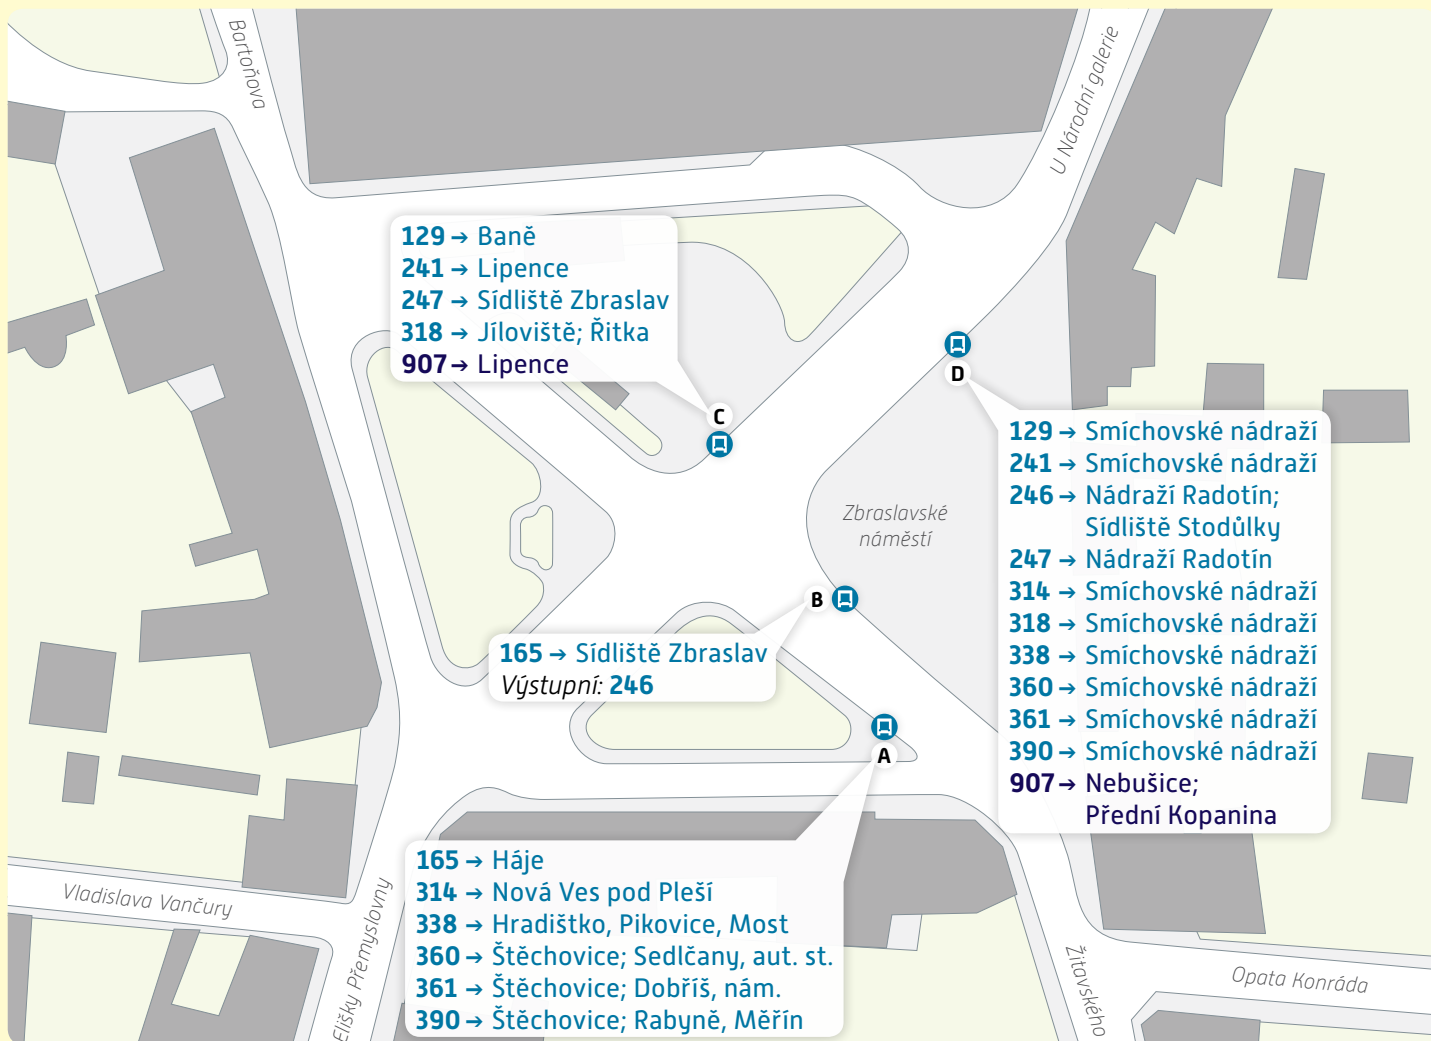 Bartoňova
U Národní galerie
129 → Baně
241 → Lipence
247 → Sídliště Zbraslav
318 → Jíloviště; Řitka
907 → Lipence
C
D
129 → Smíchovské nádraží
241 → Smíchovské nádraží
246 → Nádraží Radotín;
Sídliště Stodůlky
247 → Nádraží Radotín
314 → Smíchovské nádraží
318 → Smíchovské nádraží
338 → Smíchovské nádraží
360 → Smíchovské nádraží
361 → Smíchovské nádraží
390 → Smíchovské nádraží
907 → Nebušice;
Přední Kopanina
Zbraslavské
náměstí
B
165 → Sídliště Zbraslav
Výstupní: 246
A
165 → Háje
314 → Nová Ves pod Pleší
338 → Hradištko, Pikovice, Most
360 → Štěchovice; Sedlčany, aut. st.
361 → Štěchovice; Dobříš, nám.
390 → Štěchovice; Rabyně, Měřín
Vladislava Vančury
Elišky Přemyslovny
Žitavského
Opata Konráda